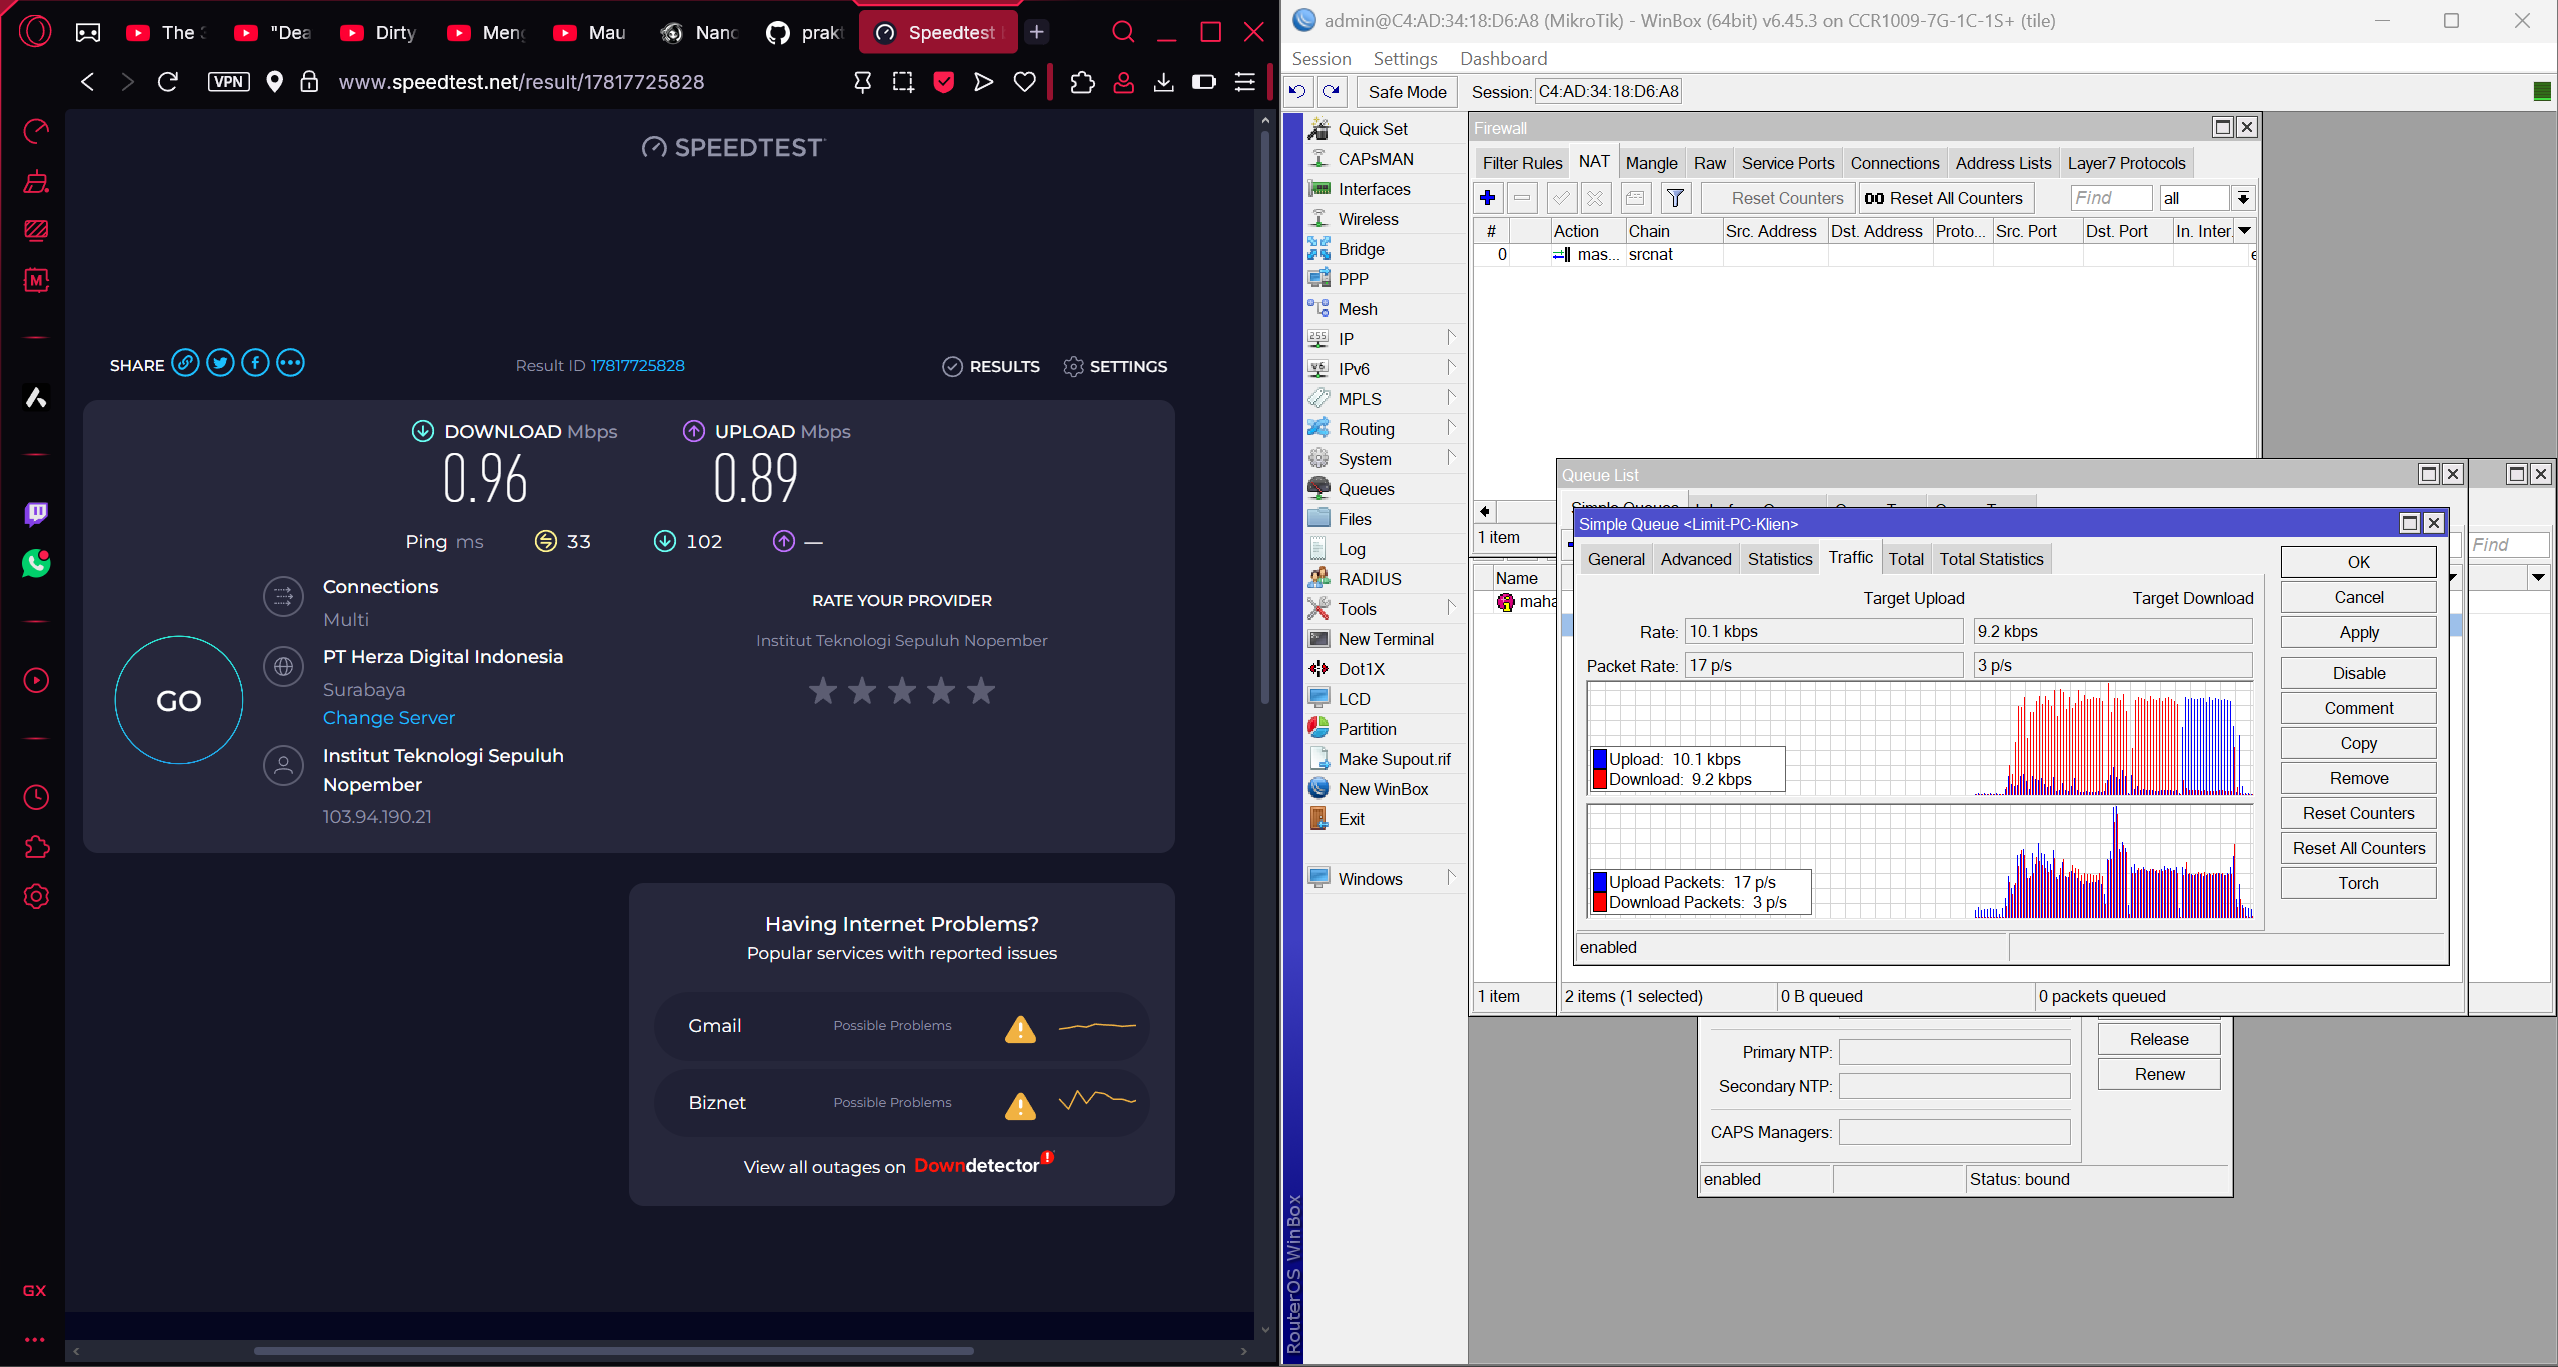 The
"Dea
Dirty
Men
Mau
Nanc
prakt
Speedtest
VPN
www.speedtest.net/result/17817725828
SPEEDTEST
SHARE
Result ID 17817725828
RESULTS
SETTINGS
DOWNLOAD Mbps
UPLOAD Mbps
0.96
0.89
Ping ms
33
102
—
Connections
Multi
PT Herza Digital Indonesia
Surabaya
Change Server
GO
Institut Teknologi Sepuluh
Nopember
103.94.190.21
RATE YOUR PROVIDER
Institut Teknologi Sepuluh Nopember
Having Internet Problems?
Popular services with reported issues
Gmail
Possible Problems
Biznet
Possible Problems
View all outages on Downdetector
GX
admin@C4:AD:34:18:D6:A8 (MikroTik) - WinBox (64bit) v6.45.3 on CCR1009-7G-1C-1S+ (tile)
Session Settings Dashboard
Safe Mode
Session: C4:AD:34:18:D6:A8
Quick Set
CAPsMAN
Interfaces
Wireless
Bridge
PPP
Mesh
IP
IPv6
MPLS
Routing
System
Queues
Files
Log
RADIUS
Tools
New Terminal
Dot1X
LCD
Partition
Make Supout.rif
New WinBox
Exit
Windows
RouterOS WinBox
Firewall
Filter Rules NAT Mangle Raw Service Ports Connections Address Lists Layer7 Protocols
Reset Counters
00 Reset All Counters
Find
all
# Action Chain Src. Address Dst. Address Proto... Src. Port Dst. Port In. Inter
0 mas... srcnat
1 item
Name
maha
1 item
Find
Queue List
Simple Queues
Simple Queue <Limit-PC-Klien>
General Advanced Statistics Traffic Total Total Statistics
Target Upload Target Download
Rate: 10.1 kbps 9.2 kbps
Packet Rate: 17 p/s 3 p/s
Upload: 10.1 kbps
Download: 9.2 kbps
Upload Packets: 17 p/s
Download Packets: 3 p/s
enabled
OK
Cancel
Apply
Disable
Comment
Copy
Remove
Reset Counters
Reset All Counters
Torch
2 items (1 selected) 0 B queued 0 packets queued
Primary NTP:
Secondary NTP:
CAPS Managers:
Release
Renew
enabled
Status: bound